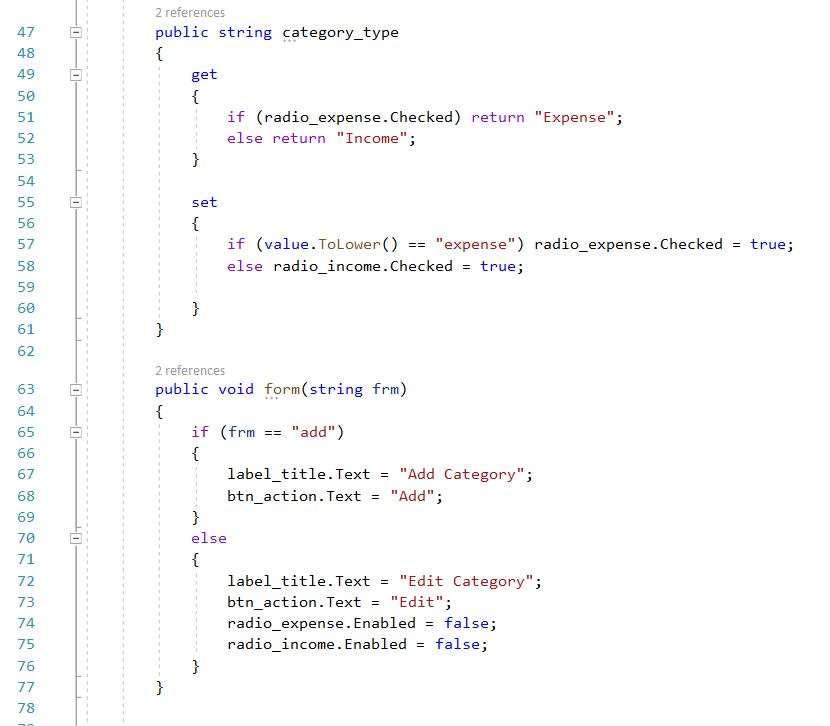 2 references
47 public string category_type
48 {
49 get
50 {
51 if (radio_expense.Checked) return "Expense";
52 else return "Income";
53 }
54
55 set
56 {
57 if (value.ToLower() == "expense") radio_expense.Checked = true;
58 else radio_income.Checked = true;
59
60 }
61 }
62
2 references
63 public void form(string frm)
64 {
65 if (frm == "add")
66 {
67 label_title.Text = "Add Category";
68 btn_action.Text = "Add";
69 }
70 else
71 {
72 label_title.Text = "Edit Category";
73 btn_action.Text = "Edit";
74 radio_expense.Enabled = false;
75 radio_income.Enabled = false;
76 }
77 }
78